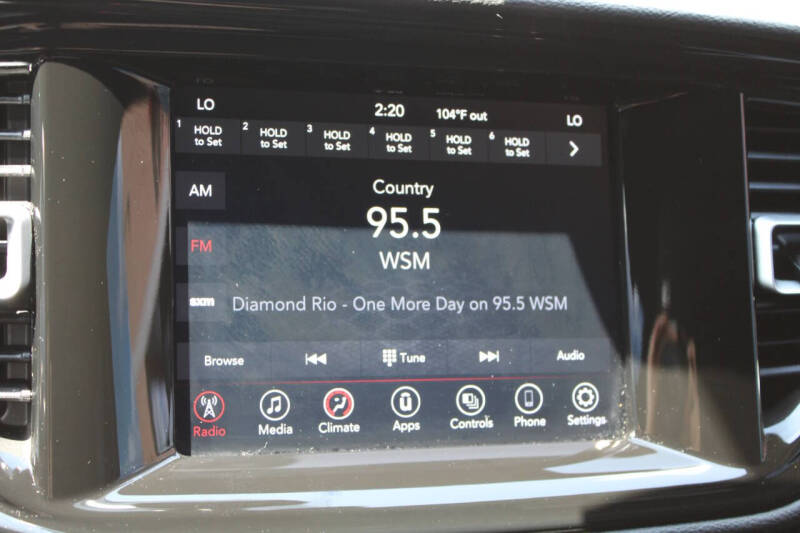 LO 2:20 104°F out LO
1 HOLD to Set 2 HOLD to Set 3 HOLD to Set 4 HOLD to Set 5 HOLD to Set 6 HOLD to Set
AM
Country
95.5
FM
WSM
sxm
Diamond Rio - One More Day on 95.5 WSM
Browse Tune Audio
Radio Media Climate Apps Controls Phone Settings